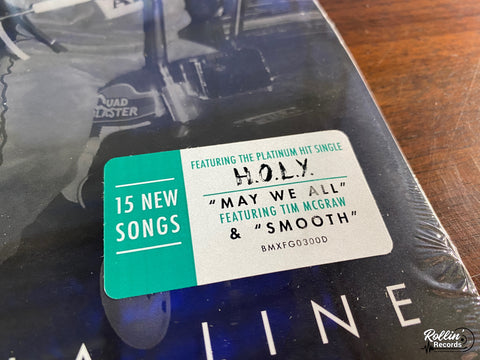 QUAD
BLASTER
15 NEW
SONGS
FEATURING THE PLATINUM HIT SINGLE
H.O.L.Y.
"MAY WE ALL"
FEATURING TIM MCGRAW
& "SMOOTH"
BMXFG0300D
A LINE
Rollin'
Records